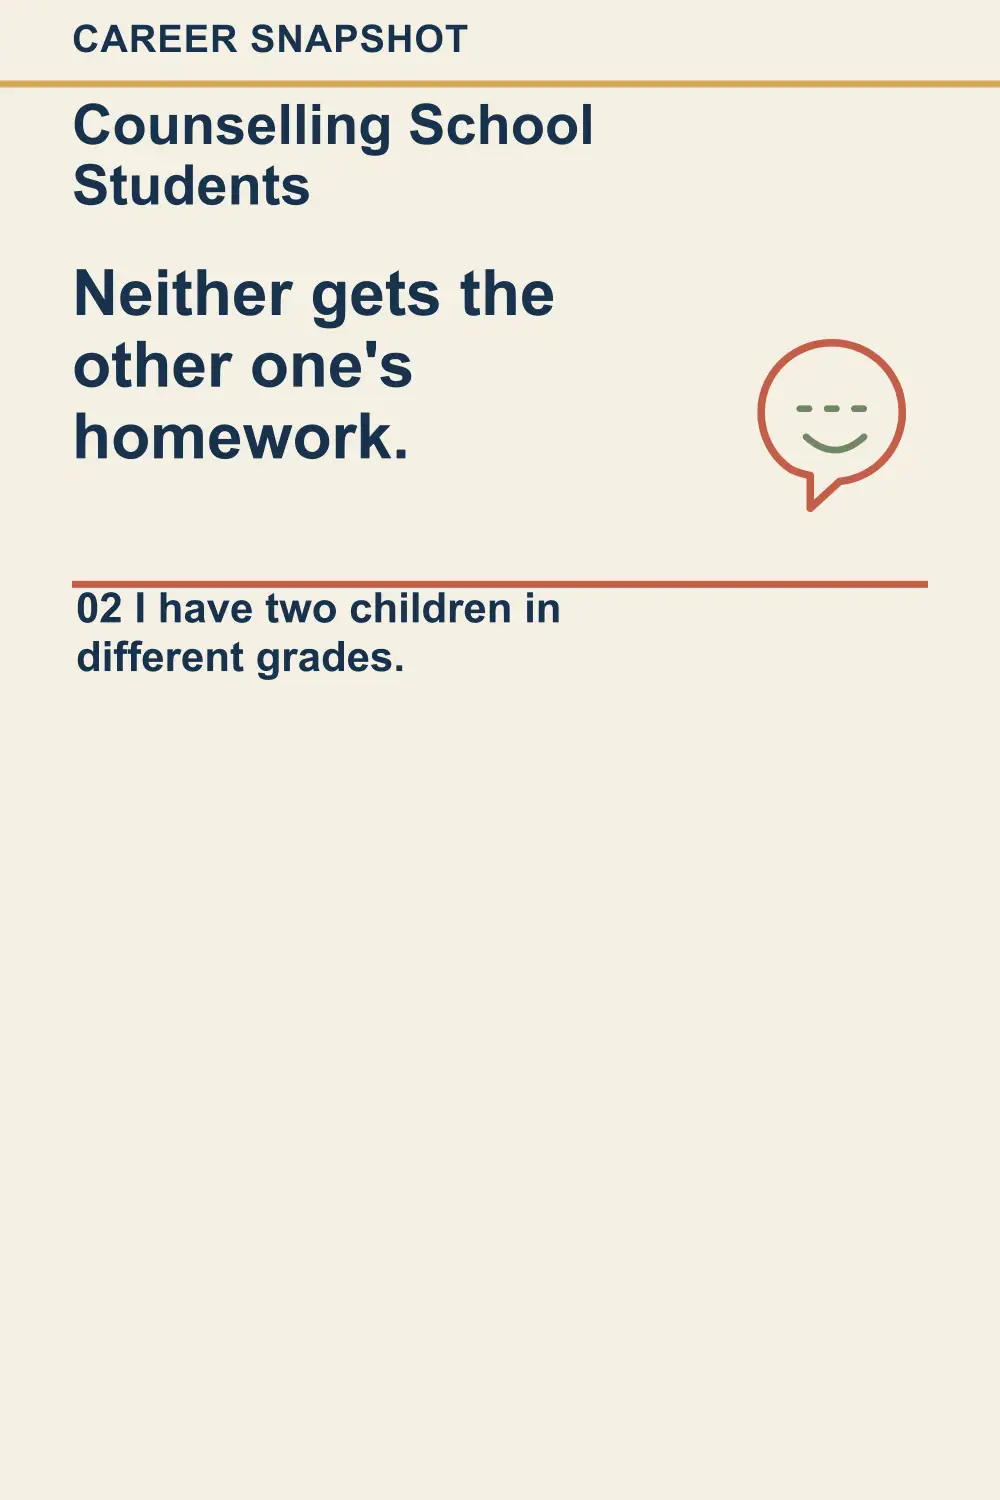 CAREER SNAPSHOT
Counselling School
Students
Neither gets the
other one's
homework.
02 I have two children in
different grades.